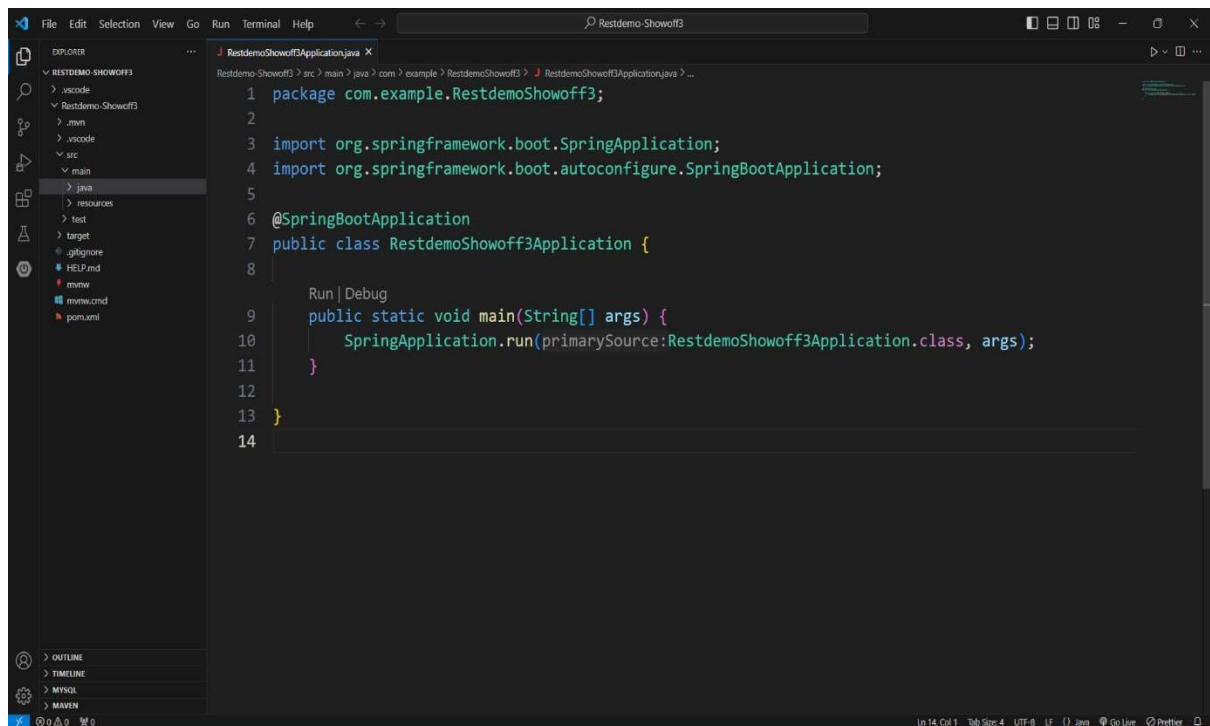 File Edit Selection View Go Run Terminal Help
Restdemo-Showoff3
EXPLORER
RESTDEMO-SHOWOFF3
.vscode
Restdemo-Showoff3
.mvn
.vscode
src
main
java
resources
test
target
.gitignore
HELP.md
mvnw
mvnw.cmd
pom.xml
OUTLINE
TIMELINE
MYSQL
MAVEN
J RestdemoShowoff3Application.java ×
Restdemo-Showoff3 > src > main > java > com > example > RestdemoShowoff3 > J RestdemoShowoff3Application.java > ...
1 package com.example.RestdemoShowoff3;
2
3 import org.springframework.boot.SpringApplication;
4 import org.springframework.boot.autoconfigure.SpringBootApplication;
5
6 @SpringBootApplication
7 public class RestdemoShowoff3Application {
8
Run | Debug
9 public static void main(String[] args) {
10 SpringApplication.run(primarySource:RestdemoShowoff3Application.class, args);
11 }
12
13 }
14
0 0 0 Ln 14, Col 1 Tab Size: 4 UTF-8 LF {} Java Go Live Prettier